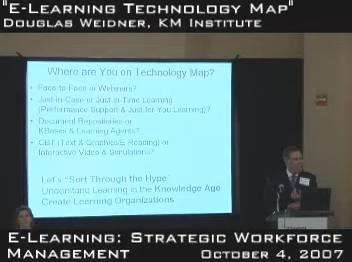 "E-Learning Technology Map"
Douglas Weidner, KM Institute
Where are You on Technology Map?
• Face to Face or Webinars?
• Just-in-Case or Just-in-Time Learning
(Performance Support & Just for You Learning)?
• Document Repositories or
KBases & Learning Agents?
• CBT (Text & Graphics/E Reading) or
Interactive Video & Simulations?
Let's "Sort Through the Hype"
Understand Learning in the Knowledge Age
Create Learning Organizations
E-Learning: Strategic Workforce
Management October 4, 2007